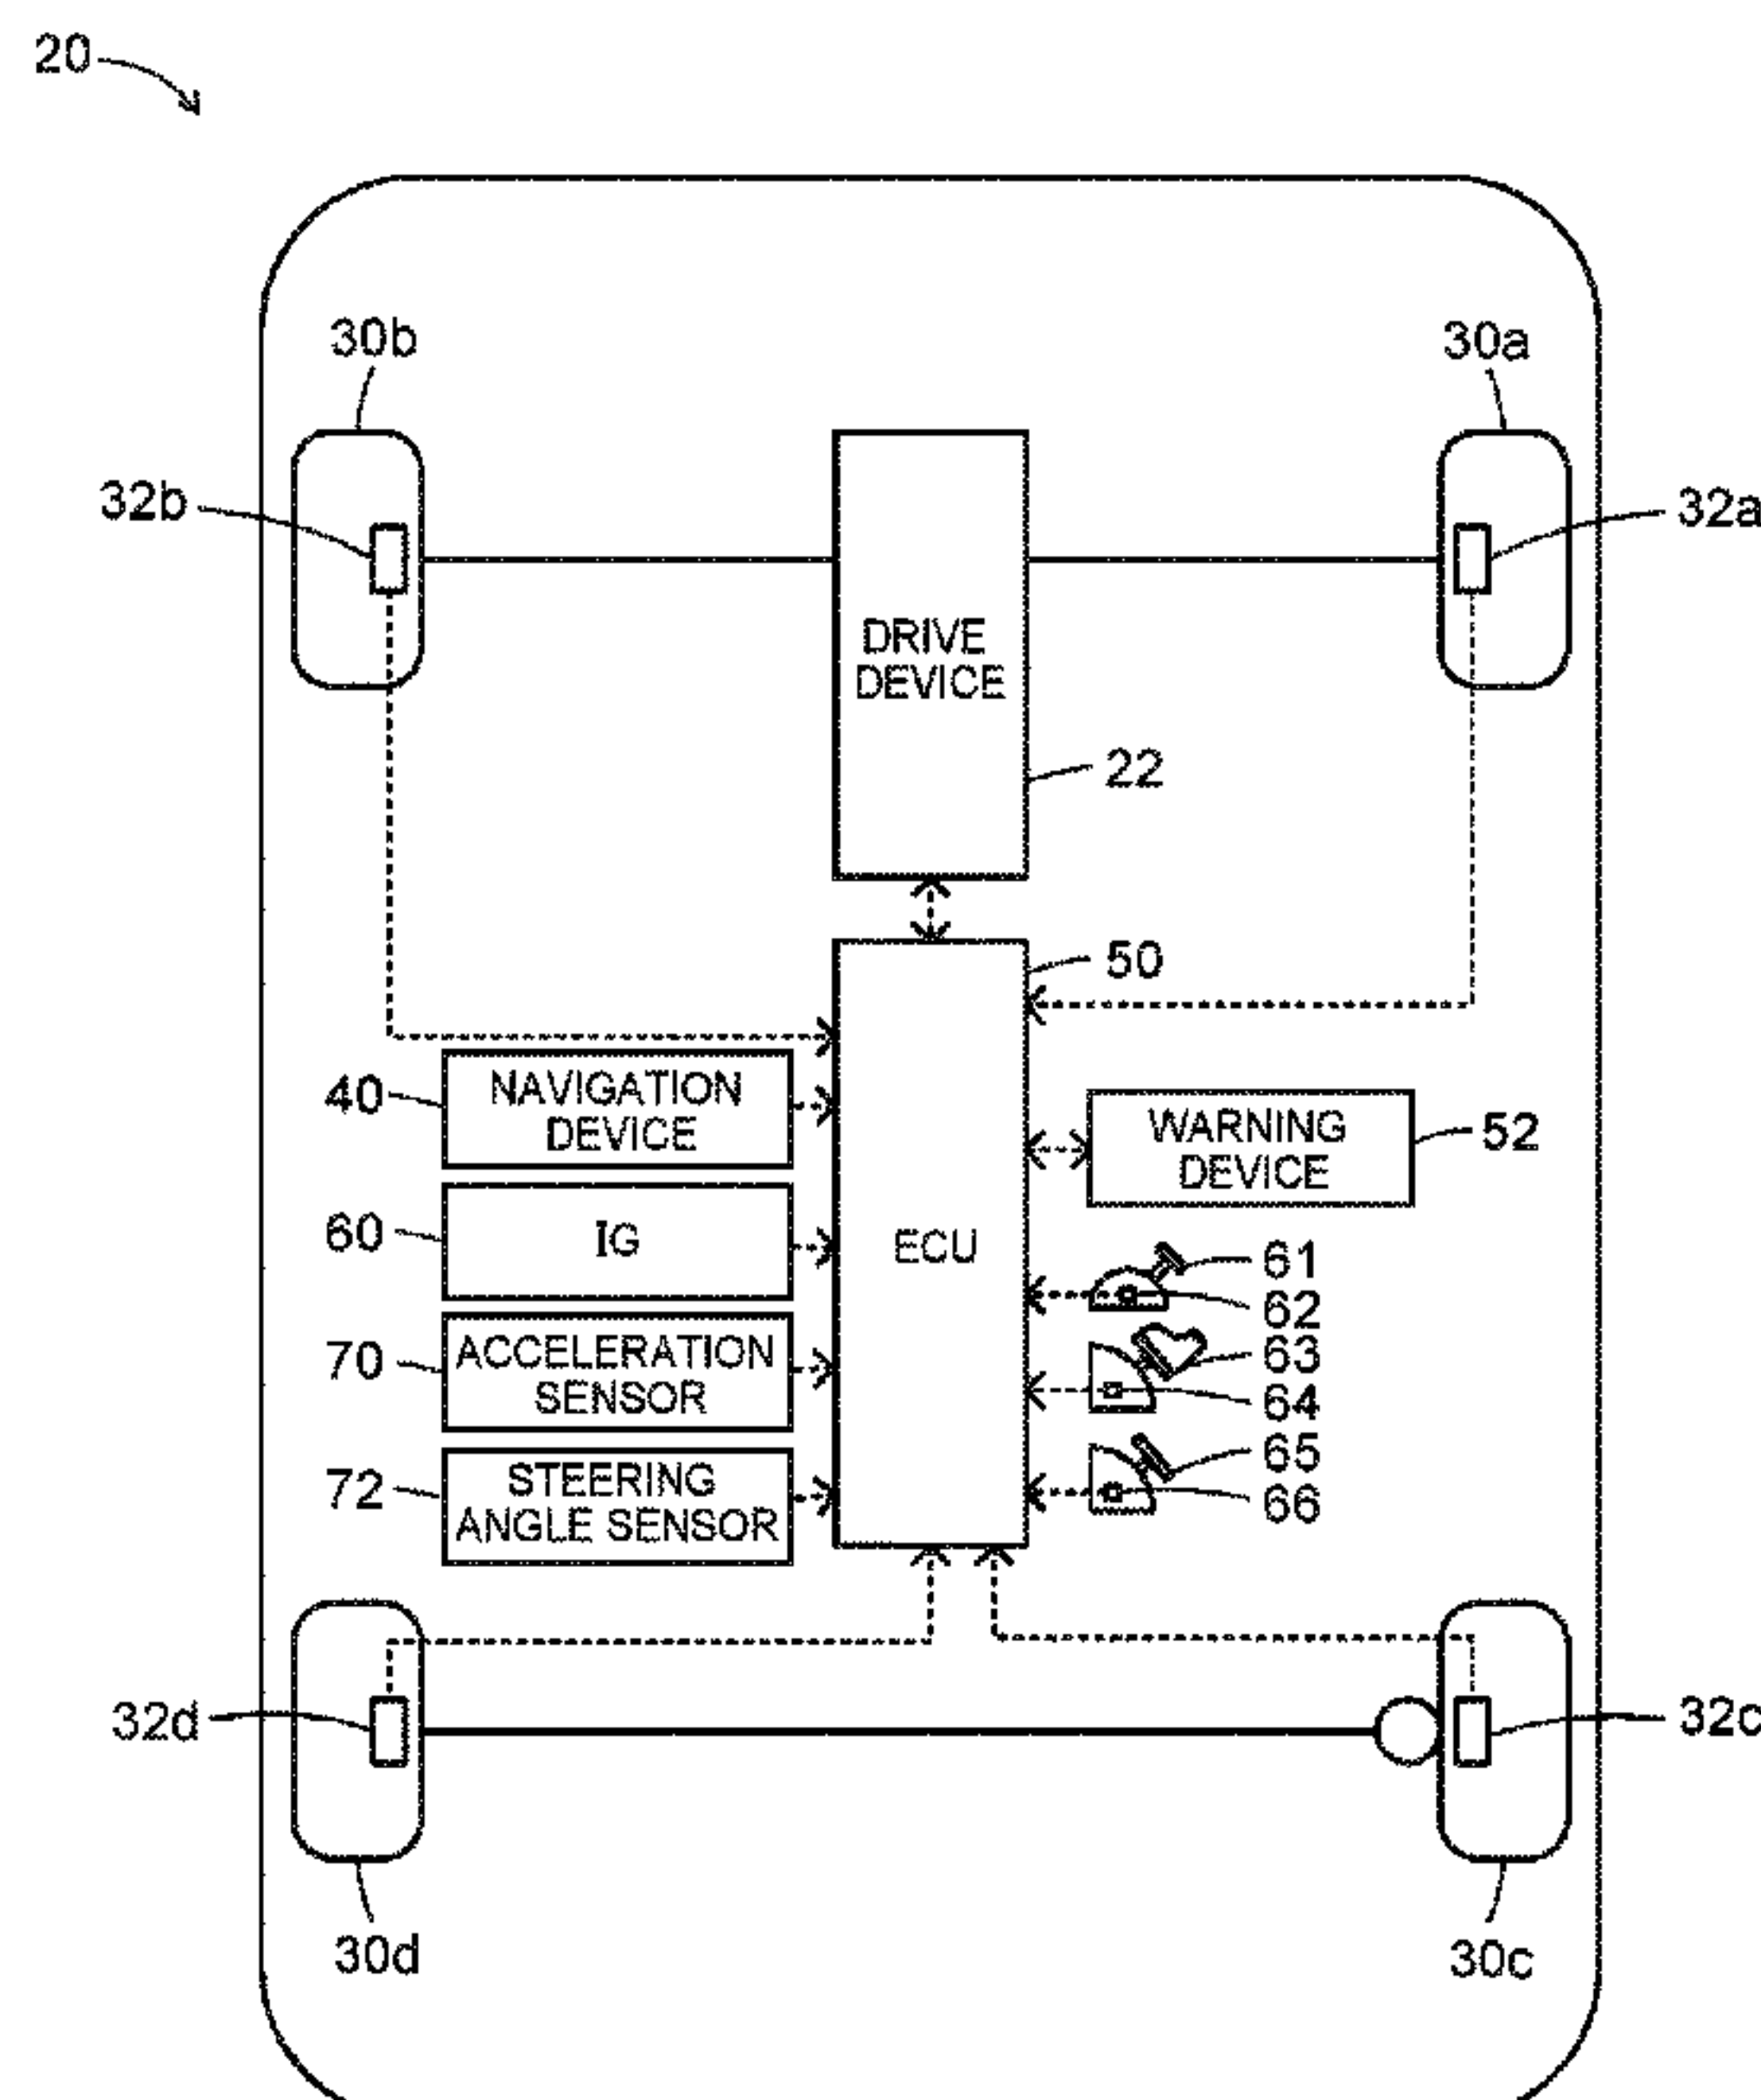 20
30b
30a
32b
32a
DRIVE
DEVICE
22
50
40
NAVIGATION
DEVICE
WARNING
DEVICE
52
60
IG
ECU
61
62
70
ACCELERATION
SENSOR
63
64
72
STEERING
ANGLE SENSOR
65
66
32d
32c
30d
30c